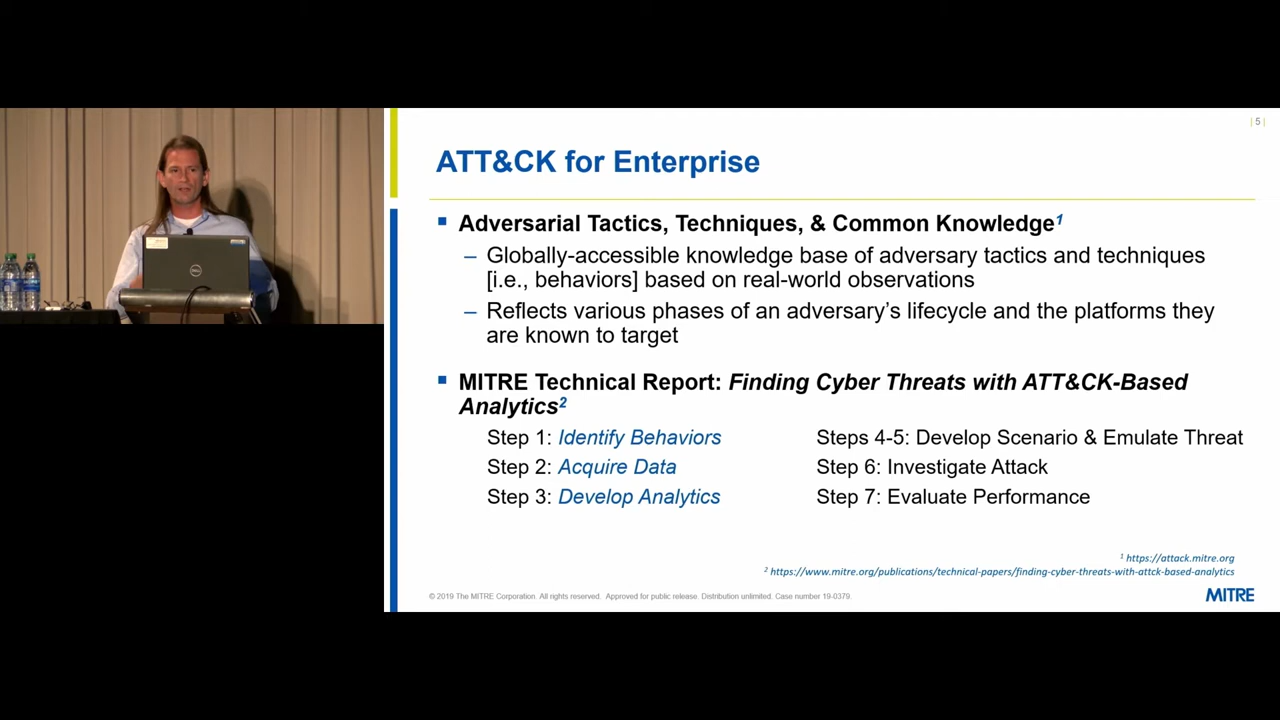 | 5 |
ATT&CK for Enterprise
▪ Adversarial Tactics, Techniques, & Common Knowledge1
– Globally-accessible knowledge base of adversary tactics and techniques
[i.e., behaviors] based on real-world observations
– Reflects various phases of an adversary’s lifecycle and the platforms they
are known to target
▪ MITRE Technical Report: Finding Cyber Threats with ATT&CK-Based
Analytics2
Step 1: Identify Behaviors
Step 2: Acquire Data
Step 3: Develop Analytics
Steps 4-5: Develop Scenario & Emulate Threat
Step 6: Investigate Attack
Step 7: Evaluate Performance
1 https://attack.mitre.org
2 https://www.mitre.org/publications/technical-papers/finding-cyber-threats-with-attck-based-analytics
© 2019 The MITRE Corporation. All rights reserved. Approved for public release. Distribution unlimited. Case number 19-0379.
MITRE
DELL